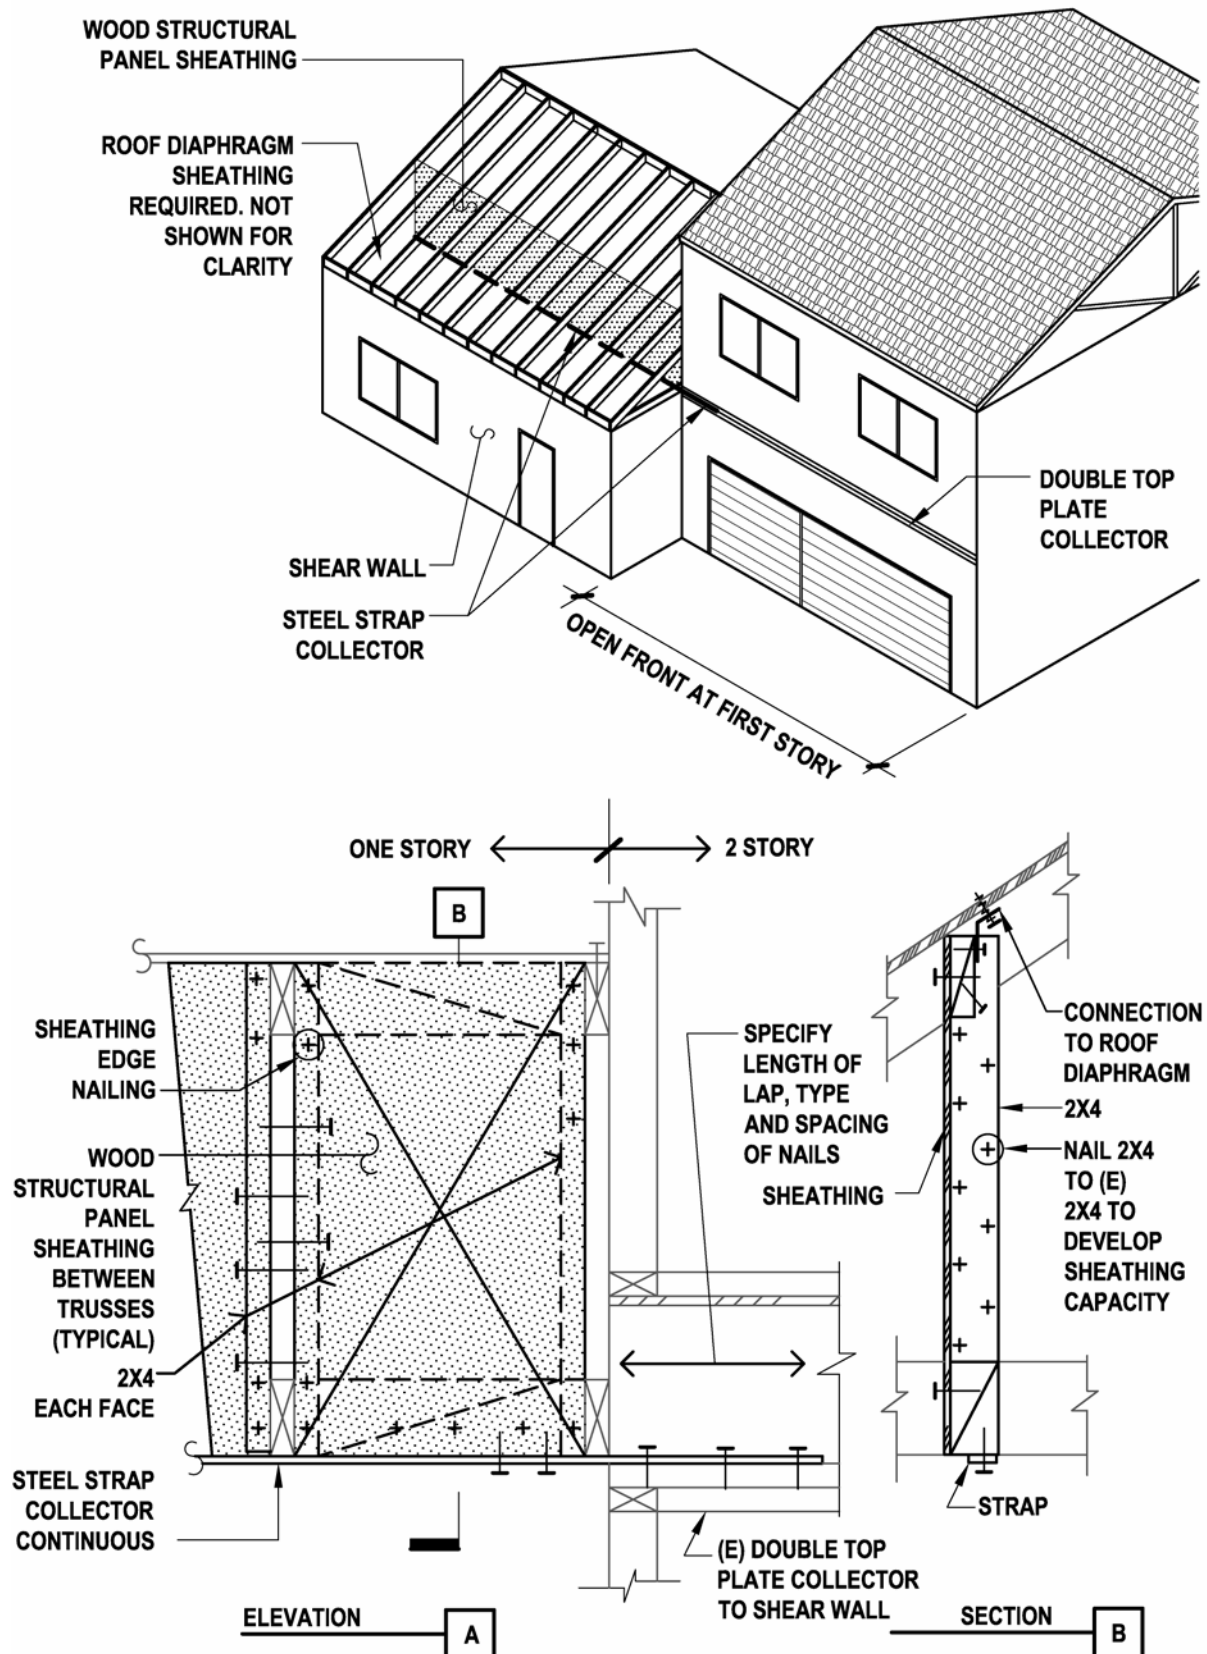 WOOD STRUCTURAL
PANEL SHEATHING
ROOF DIAPHRAGM
SHEATHING
REQUIRED. NOT
SHOWN FOR
CLARITY
DOUBLE TOP
PLATE
COLLECTOR
SHEAR WALL
STEEL STRAP
COLLECTOR
OPEN FRONT AT FIRST STORY
ONE STORY
2 STORY
B
SHEATHING
EDGE
NAILING
WOOD
STRUCTURAL
PANEL
SHEATHING
BETWEEN
TRUSSES
(TYPICAL)
2X4
EACH FACE
STEEL STRAP
COLLECTOR
CONTINUOUS
SPECIFY
LENGTH OF
LAP, TYPE
AND SPACING
OF NAILS
SHEATHING
CONNECTION
TO ROOF
DIAPHRAGM
2X4
NAIL 2X4
TO (E)
2X4 TO
DEVELOP
SHEATHING
CAPACITY
STRAP
(E) DOUBLE TOP
PLATE COLLECTOR
TO SHEAR WALL
ELEVATION
A
SECTION
B